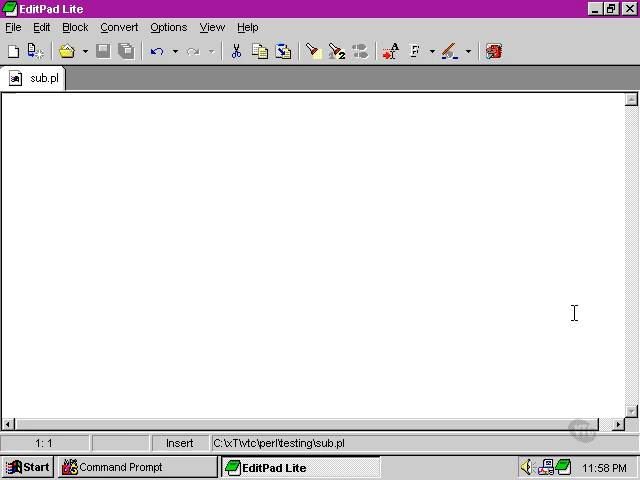 EditPad Lite
File Edit Block Convert Options View Help
sub.pl
1: 1 Insert C:\xT\vtc\perl\testing\sub.pl
Start Command Prompt EditPad Lite 11:58 PM